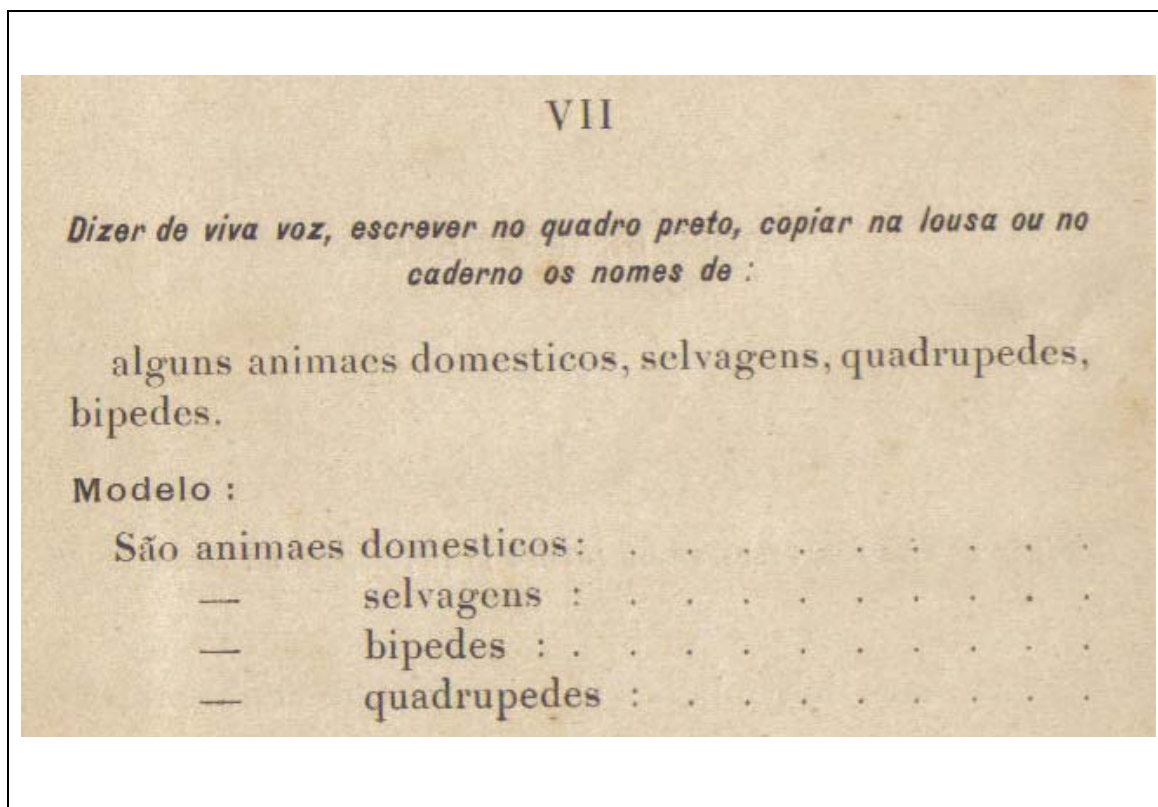 VII
Dizer de viva voz, escrever no quadro preto, copiar na lousa ou no
caderno os nomes de :
alguns animaes domesticos, selvagens, quadrupedes,
bipedes.
Modelo :
São animaes domesticos : . . . . . . . . .
— selvagens : . . . . . . . . .
— bipedes : . . . . . . . . . .
— quadrupedes : . . . . . . . .